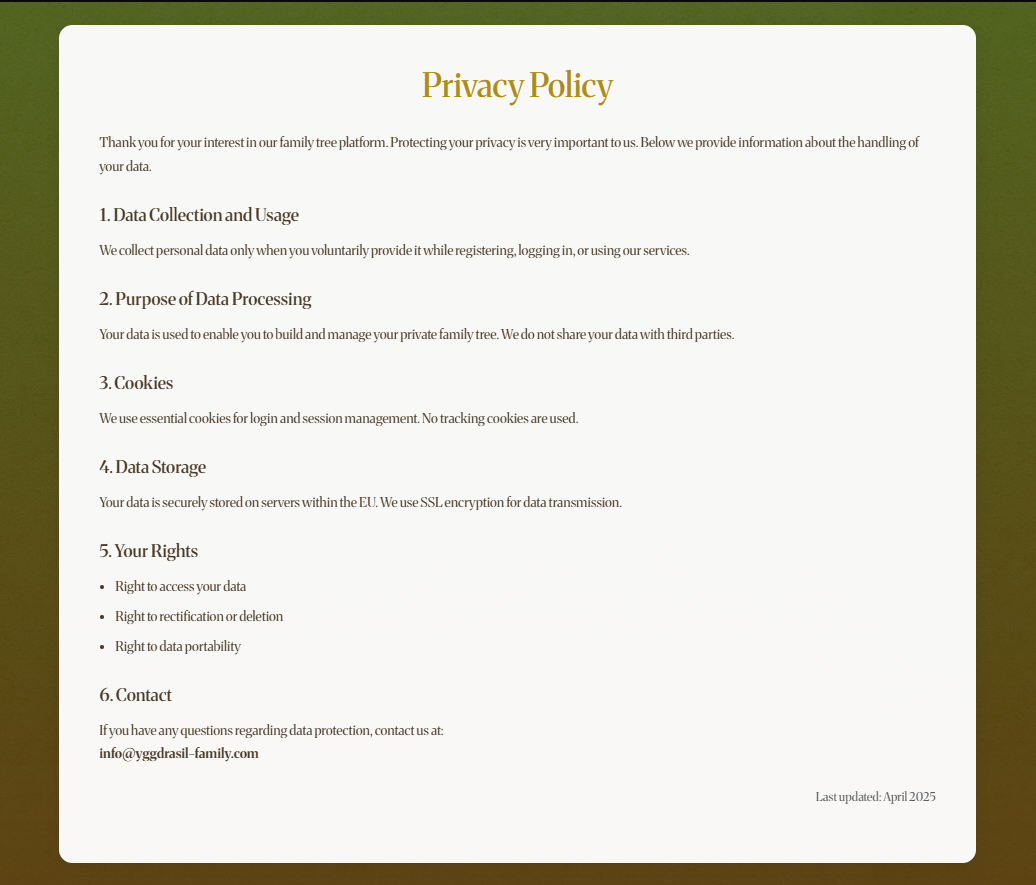 Privacy Policy
Thank you for your interest in our family tree platform. Protecting your privacy is very important to us. Below we provide information about the handling of
your data.
1. Data Collection and Usage
We collect personal data only when you voluntarily provide it while registering, logging in, or using our services.
2. Purpose of Data Processing
Your data is used to enable you to build and manage your private family tree. We do not share your data with third parties.
3. Cookies
We use essential cookies for login and session management. No tracking cookies are used.
4. Data Storage
Your data is securely stored on servers within the EU. We use SSL encryption for data transmission.
5. Your Rights
• Right to access your data
• Right to rectification or deletion
• Right to data portability
6. Contact
If you have any questions regarding data protection, contact us at:
info@yggdrasil-family.com
Last updated: April 2025